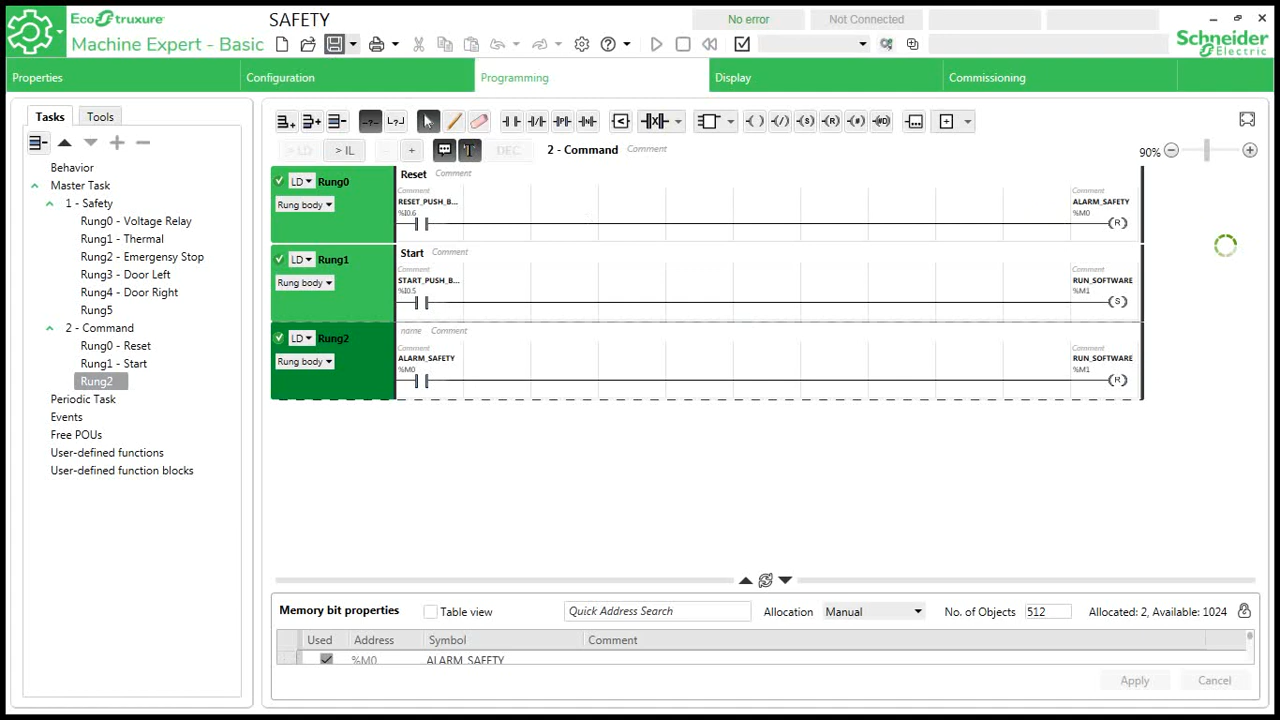 EcoStruxure
Machine Expert - Basic
SAFETY
No error
Not Connected
Schneider
Electric
Properties
Configuration
Programming
Display
Commissioning
Tasks
Tools
Behavior
Master Task
1 - Safety
Rung0 - Voltage Relay
Rung1 - Thermal
Rung2 - Emergensy Stop
Rung3 - Door Left
Rung4 - Door Right
Rung5
2 - Command
Rung0 - Reset
Rung1 - Start
Rung2
Periodic Task
Events
Free POUs
User-defined functions
User-defined function blocks
> LD
> IL
-
+
DEC
2 - Command
Comment
90%
LD
Rung0
Rung body
Reset
Comment
Comment
RESET_PUSH_B...
%I0.6
Comment
ALARM_SAFETY
%M0
R
LD
Rung1
Rung body
Start
Comment
Comment
START_PUSH_B...
%I0.5
Comment
RUN_SOFTWARE
%M1
S
LD
Rung2
Rung body
name
Comment
Comment
ALARM_SAFETY
%M0
Comment
RUN_SOFTWARE
%M1
R
Memory bit properties
Table view
Quick Address Search
Allocation
Manual
No. of Objects
512
Allocated: 2, Available: 1024
Used
Address
Symbol
Comment
%M0
ALARM_SAFETY
Apply
Cancel